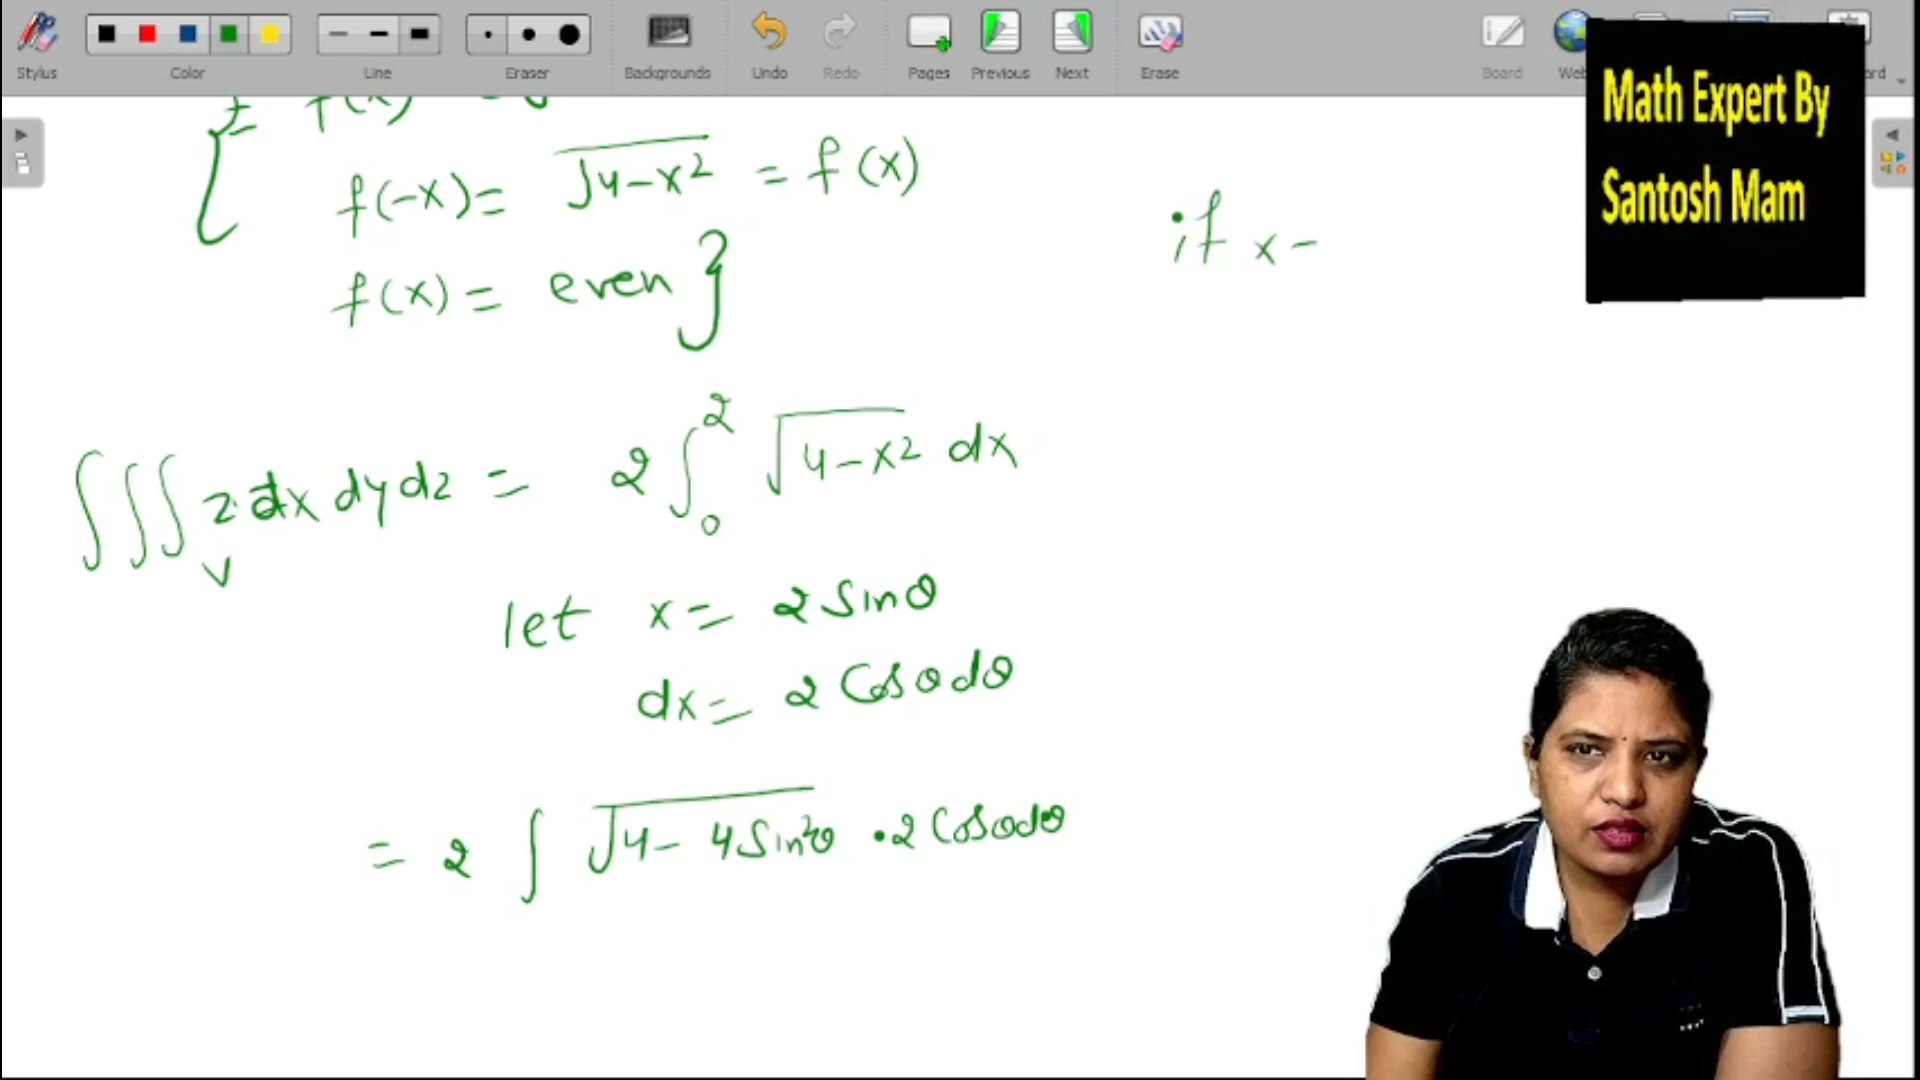 Stylus
Color
Line
Eraser
Backgrounds
Undo
Redo
Pages
Previous
Next
Erase
Board
Math Expert By
Santosh Mam
f(-x) = √4-x² = f(x)
f(x) = even }
if x -
∭ z dx dy dz = 2 ∫ √4-x² dx
2
0
V
let x = 2 Sinθ
dx = 2 Cosθdθ
= 2 ∫ √4- 4Sin²θ • 2 Cosθdθ